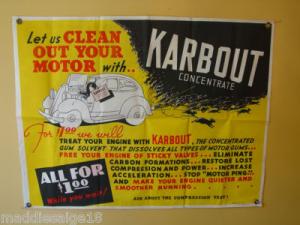 Let us CLEAN
OUT YOUR
MOTOR with..
KARBOUT
CONCENTRATE
For $1.00 we will
TREAT YOUR ENGINE WITH KARBOUT, THE CONCENTRATED
GUM SOLVENT THAT DISSOLVES ALL TYPES OF MOTOR GUMS...
FREE YOUR ENGINE OF STICKY VALVES... ELIMINATE
CARBON FORMATIONS... RESTORE LOST
COMPRESSION AND POWER... INCREASE
ACCELERATION... STOP "MOTOR PING"!..
AND MAKE YOUR ENGINE QUIETER AND
SMOOTHER RUNNING.
ALL FOR
$1.00
While you wait!
ASK ABOUT THE COMPRESSION TEST!
maddiesaige18